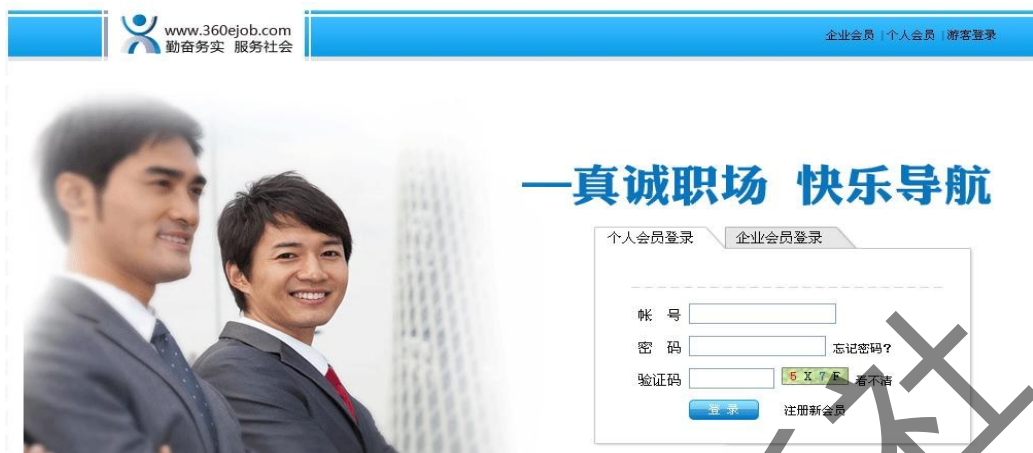 www.360ejob.com
勤奋务实 服务社会
企业会员 | 个人会员 | 游客登录
—真诚职场 快乐导航
个人会员登录 企业会员登录
帐 号
密 码 忘记密码?
验证码 6X7F 看不清
登 录 注册新会员
社